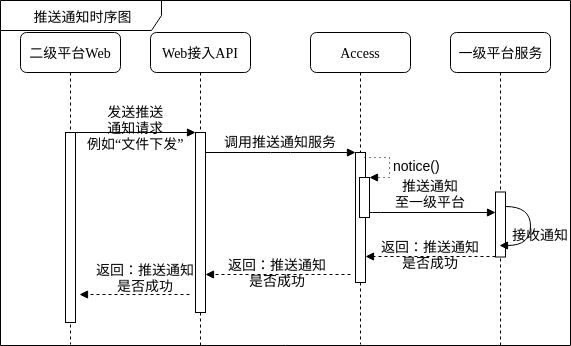 推送通知时序图
二级平台Web
Web接入API
Access
一级平台服务
发送推送
通知请求
例如“文件下发”
调用推送通知服务
notice()
推送通知
至一级平台
接收通知
返回：推送通知
是否成功
返回：推送通知
是否成功
返回：推送通知
是否成功